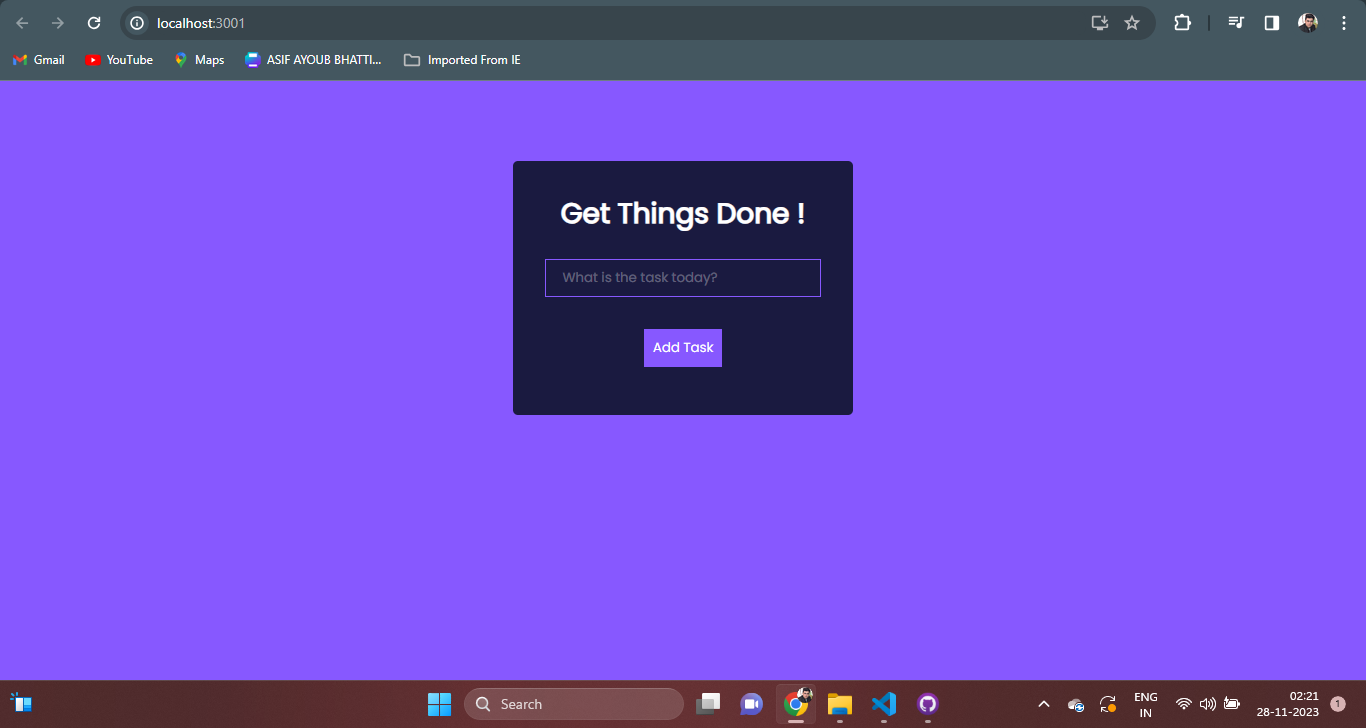 localhost:3001
Gmail
YouTube
Maps
ASIF AYOUB BHATTI...
Imported From IE
Get Things Done !
What is the task today?
Add Task
Search
ENG
IN
02:21
28-11-2023
1